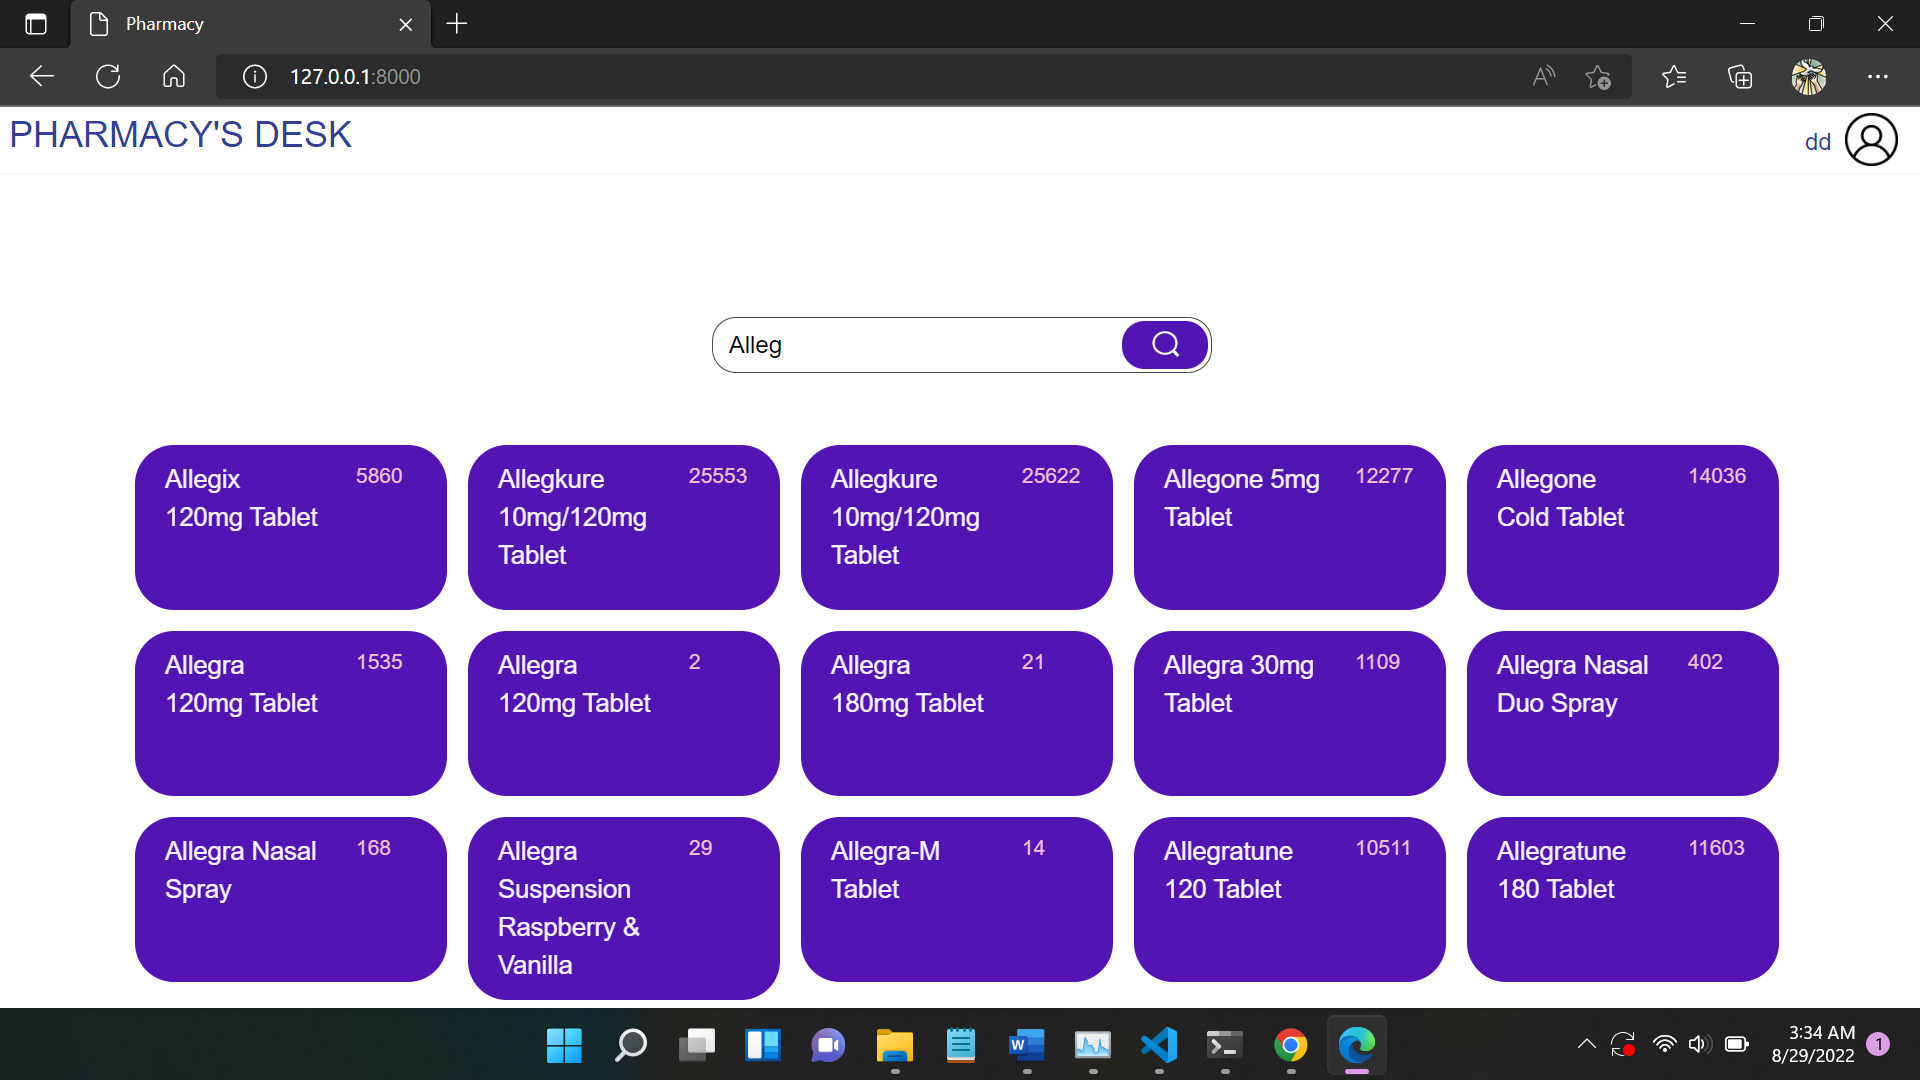 Pharmacy
127.0.0.1:8000
PHARMACY'S DESK
dd
Alleg
Allegix 5860
120mg Tablet
Allegkure 25553
10mg/120mg
Tablet
Allegkure 25622
10mg/120mg
Tablet
Allegone 5mg 12277
Tablet
Allegone 14036
Cold Tablet
Allegra 1535
120mg Tablet
Allegra 2
120mg Tablet
Allegra 21
180mg Tablet
Allegra 30mg 1109
Tablet
Allegra Nasal 402
Duo Spray
Allegra Nasal 168
Spray
Allegra 29
Suspension
Raspberry &
Vanilla
Allegra-M 14
Tablet
Allegratune 10511
120 Tablet
Allegratune 11603
180 Tablet
3:34 AM
8/29/2022
1